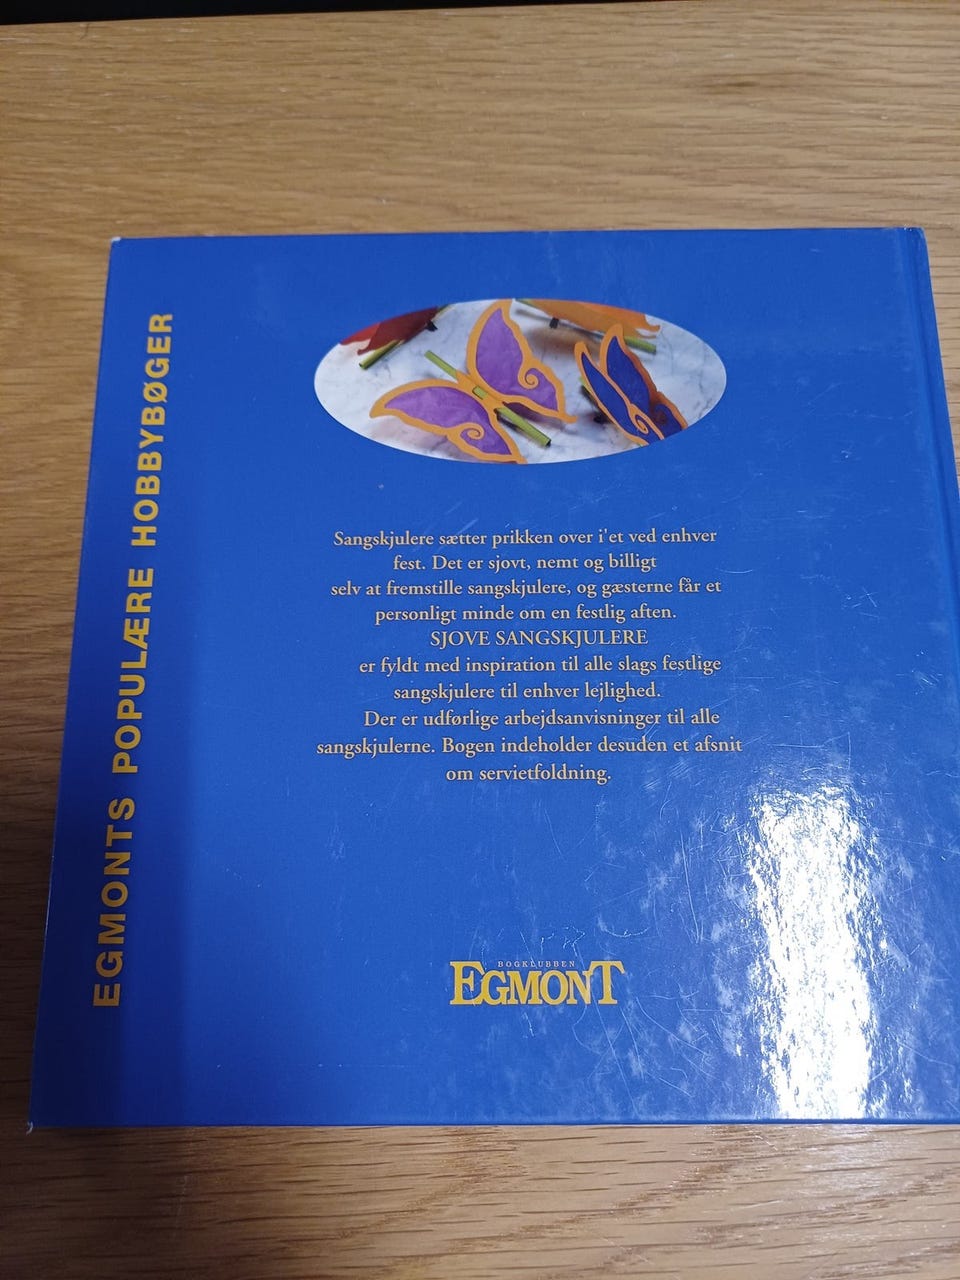 EGMONTS POPULÆRE HOBBYBØGER
Sangskjulere sætter prikken over i'et ved enhver
fest. Det er sjovt, nemt og billigt
selv at fremstille sangskjulere, og gæsterne får et
personligt minde om en festlig aften.
SJOVE SANGSKJULERE
er fyldt med inspiration til alle slags festlige
sangskjulere til enhver lejlighed.
Der er udførlige arbejdsanvisninger til alle
sangskjulerne. Bogen indeholder desuden et afsnit
om servietfoldning.
BOGKLUBBEN
EGMONT